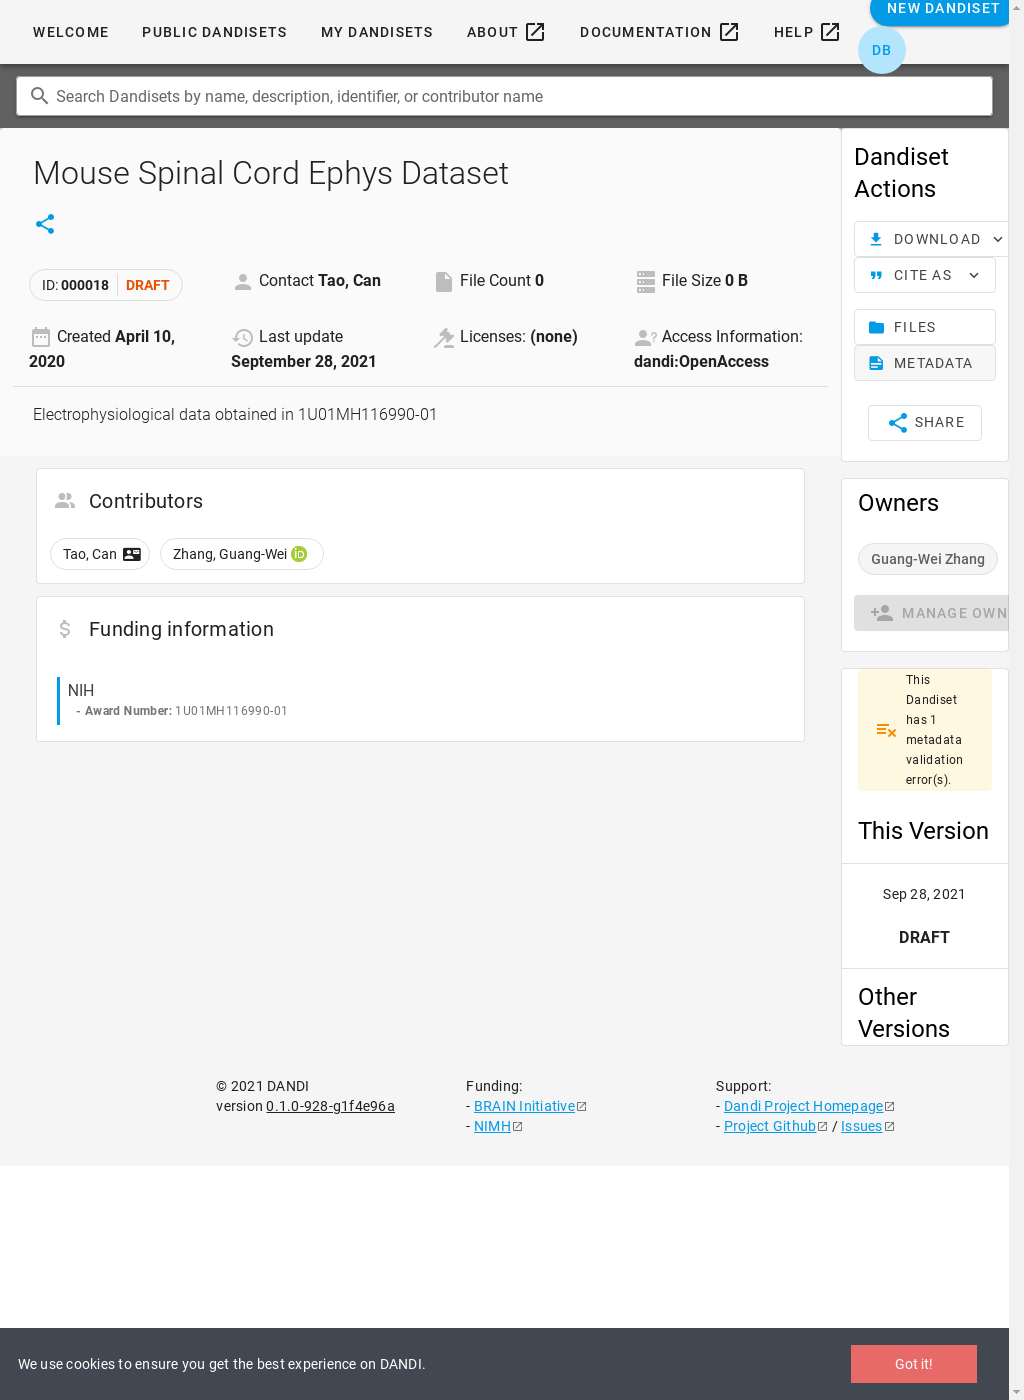 WELCOME PUBLIC DANDISETS MY DANDISETS ABOUT DOCUMENTATION HELP NEW DANDISET
DB
Search Dandisets by name, description, identifier, or contributor name
Mouse Spinal Cord Ephys Dataset
ID: 000018 DRAFT
Contact Tao, Can
File Count 0
File Size 0 B
Created April 10,
2020
Last update
September 28, 2021
Licenses: (none)
Access Information:
dandi:OpenAccess
Electrophysiological data obtained in 1U01MH116990-01
Contributors
Tao, Can
Zhang, Guang-Wei iD
Funding information
NIH
- Award Number: 1U01MH116990-01
Dandiset
Actions
DOWNLOAD
CITE AS
FILES
METADATA
SHARE
Owners
Guang-Wei Zhang
MANAGE OWN
This
Dandiset
has 1
metadata
validation
error(s).
This Version
Sep 28, 2021
DRAFT
Other
Versions
© 2021 DANDI
version 0.1.0-928-g1f4e96a
Funding:
- BRAIN Initiative
- NIMH
Support:
- Dandi Project Homepage
- Project Github / Issues
We use cookies to ensure you get the best experience on DANDI.
Got it!